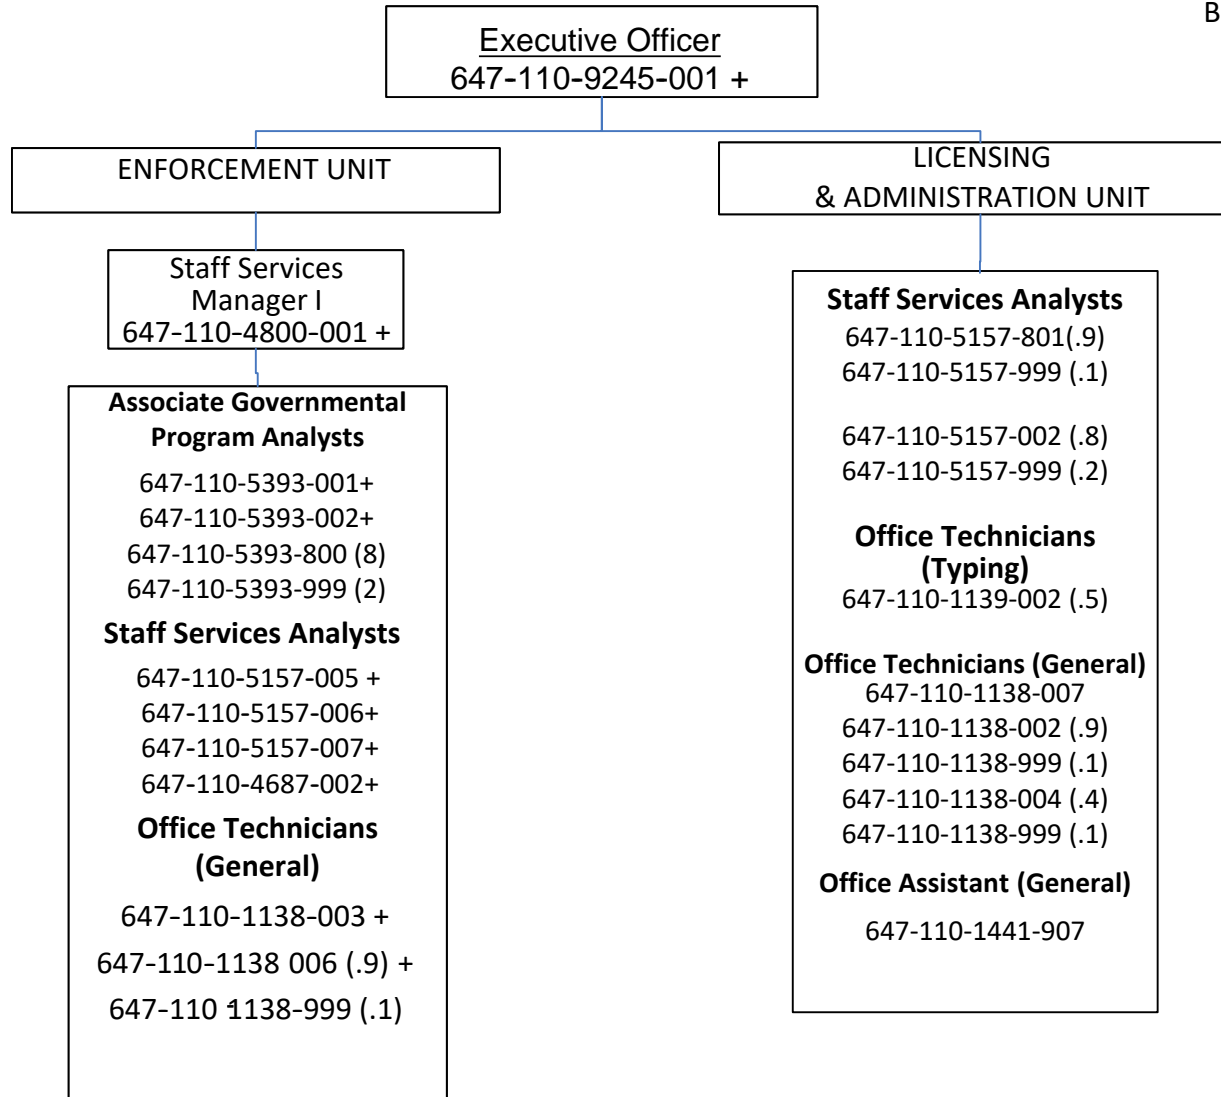 B
Executive Officer
647-110-9245-001 +
ENFORCEMENT UNIT
Staff Services
Manager I
647-110-4800-001 +
Associate Governmental
Program Analysts
647-110-5393-001+
647-110-5393-002+
647-110-5393-800 (8)
647-110-5393-999 (2)
Staff Services Analysts
647-110-5157-005 +
647-110-5157-006+
647-110-5157-007+
647-110-4687-002+
Office Technicians
(General)
647-110-1138-003 +
647-110-1138 006 (.9) +
647-110 1138-999 (.1)
LICENSING
& ADMINISTRATION UNIT
Staff Services Analysts
647-110-5157-801(.9)
647-110-5157-999 (.1)
647-110-5157-002 (.8)
647-110-5157-999 (.2)
Office Technicians
(Typing)
647-110-1139-002 (.5)
Office Technicians (General)
647-110-1138-007
647-110-1138-002 (.9)
647-110-1138-999 (.1)
647-110-1138-004 (.4)
647-110-1138-999 (.1)
Office Assistant (General)
647-110-1441-907